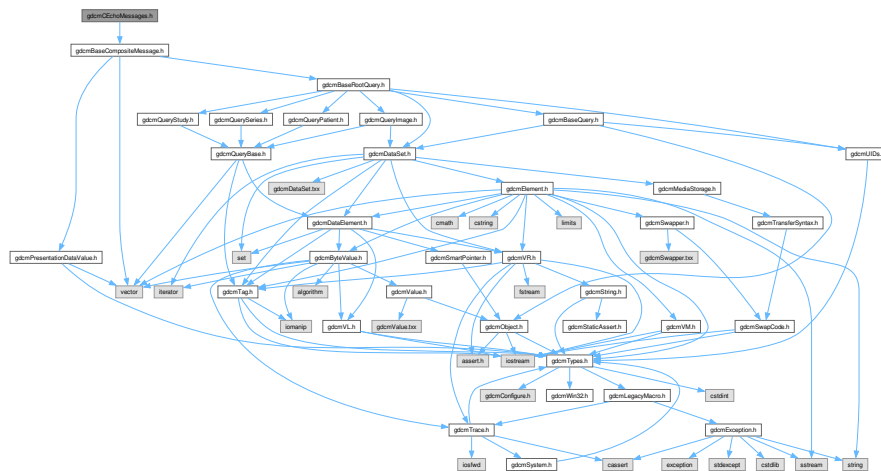 gdcmCEchoMessages.h
gdcmBaseCompositeMessage.h
gdcmBaseRootQuery.h
gdcmQueryStudy.h
gdcmQuerySeries.h
gdcmQueryPatient.h
gdcmQueryImage.h
gdcmBaseQuery.h
gdcmQueryBase.h
gdcmDataSet.h
gdcmUIDs.h
gdcmDataSet.txx
gdcmElement.h
gdcmMediaStorage.h
gdcmDataElement.h
cmath
cstring
limits
gdcmSwapper.h
gdcmTransferSyntax.h
gdcmPresentationDataValue.h
set
gdcmByteValue.h
gdcmSmartPointer.h
gdcmVR.h
gdcmSwapper.txx
vector
iterator
gdcmTag.h
algorithm
gdcmValue.h
fstream
gdcmString.h
iomanip
gdcmVL.h
gdcmValue.txx
gdcmObject.h
gdcmStaticAssert.h
gdcmVM.h
gdcmSwapCode.h
assert.h
iostream
gdcmTypes.h
gdcmConfigure.h
gdcmWin32.h
gdcmLegacyMacro.h
cstdint
gdcmTrace.h
gdcmException.h
iosfwd
gdcmSystem.h
cassert
exception
stdexcept
cstdlib
sstream
string